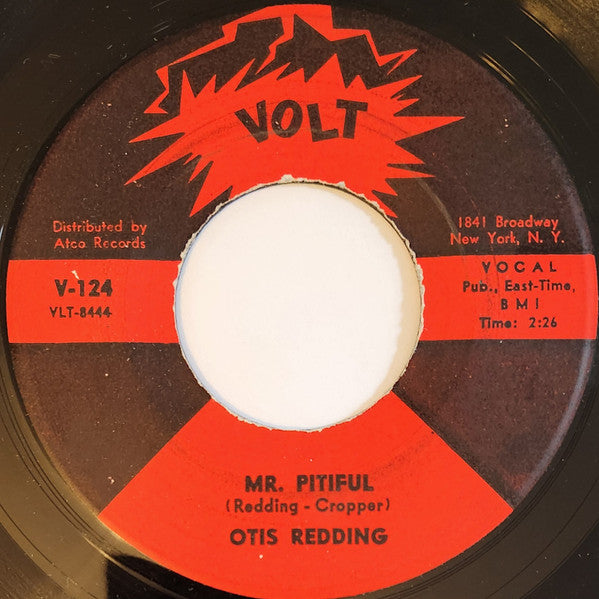 VOLT
Distributed by
Atco Records
1841 Broadway
New York, N. Y.
V-124
VLT-8444
VOCAL
Pub., East-Time,
BMI
Time: 2:26
MR. PITIFUL
(Redding - Cropper)
OTIS REDDING